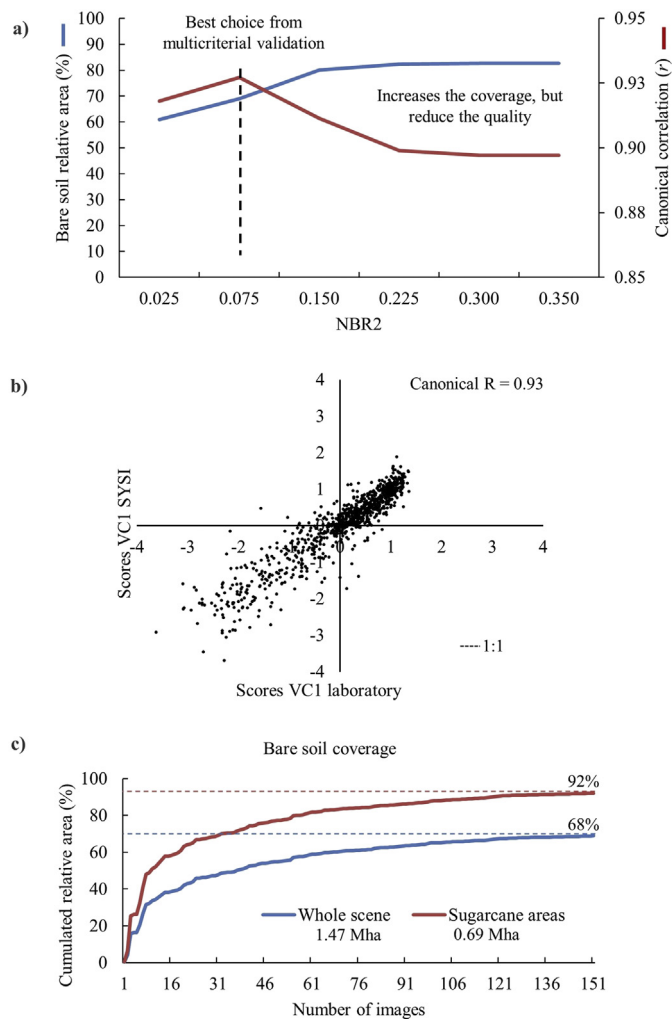 a)
Best choice from
multicriterial validation
Increases the coverage, but
reduce the quality
Bare soil relative area (%)
100
90
80
70
60
50
40
30
20
10
0
0.95
0.93
0.90
0.88
0.85
Canonical correlation (r)
0.025 0.075 0.150 0.225 0.300 0.350
NBR2
b)
Canonical R = 0.93
Scores VC1 SYSI
4
3
2
1
0
-1
-2
-3
-4
-4 -3 -2 -1 0 1 2 3 4
1:1
Scores VC1 laboratory
c)
Bare soil coverage
Cumulated relative area (%)
100
80
60
40
20
0
92%
68%
Whole scene
1.47 Mha
Sugarcane areas
0.69 Mha
1 16 31 46 61 76 91 106 121 136 151
Number of images